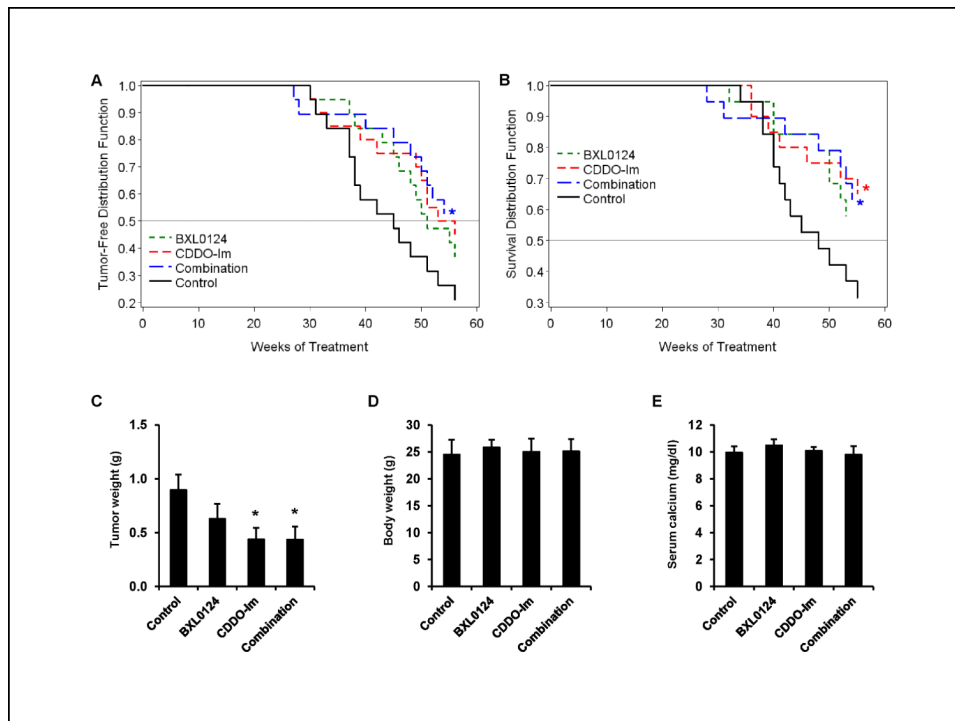 A
Tumor-Free Distribution Function
1.0
0.9
0.8
0.7
0.6
0.5
0.4
0.3
0.2
BXL0124
CDDO-Im
Combination
Control
*
0 10 20 30 40 50 60
Weeks of Treatment
B
Survival Distribution Function
1.0
0.9
0.8
0.7
0.6
0.5
0.4
0.3
BXL0124
CDDO-Im
Combination
Control
*
*
0 10 20 30 40 50 60
Weeks of Treatment
C
Tumor weight (g)
1.5
1.0
0.5
0.0
* *
Control BXL0124 CDDO-Im Combination
D
Body weight (g)
30
25
20
15
10
5
0
Control BXL0124 CDDO-Im Combination
E
Serum calcium (mg/dl)
12
10
8
6
4
2
0
Control BXL0124 CDDO-Im Combination